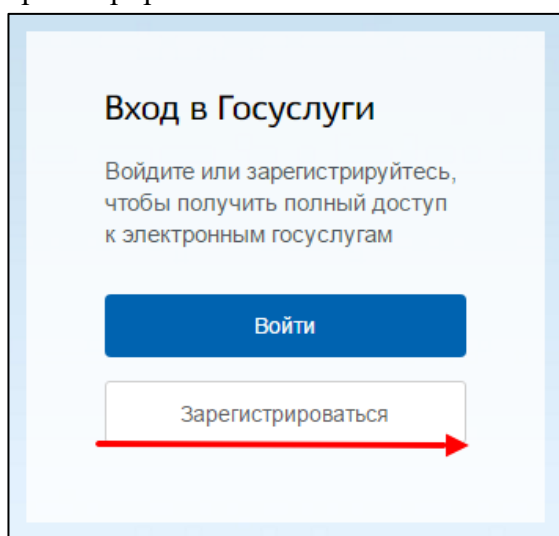 Вход в Госуслуги
Войдите или зарегистрируйтесь,
чтобы получить полный доступ
к электронным госуслугам
Войти
Зарегистрироваться